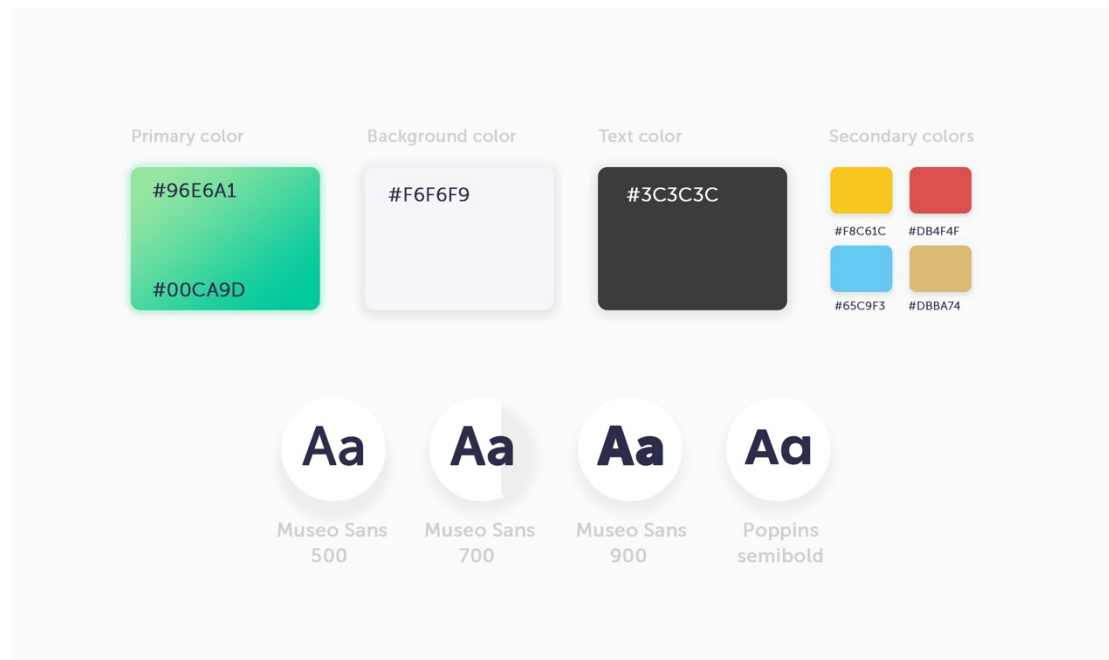 Primary color
Background color
Text color
Secondary colors
#96E6A1
#00CA9D
#F6F6F9
#3C3C3C
#F8C61C
#DB4F4F
#65C9F3
#DBBA74
Aa
Aa
Aa
Aa
Museo Sans
500
Museo Sans
700
Museo Sans
900
Poppins
semibold